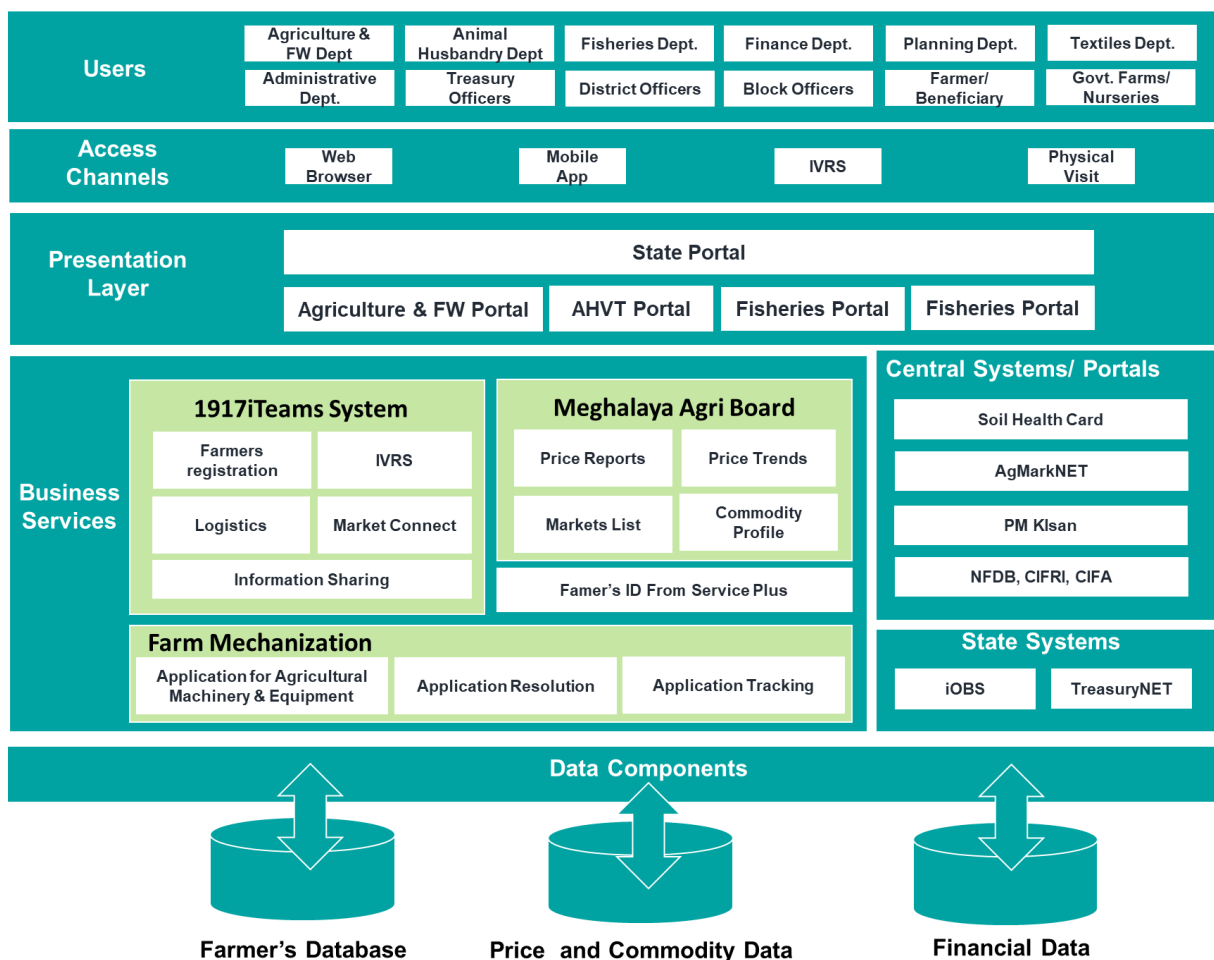 Users
Agriculture &
FW Dept
Animal
Husbandry Dept
Fisheries Dept.
Finance Dept.
Planning Dept.
Textiles Dept.
Administrative
Dept.
Treasury
Officers
District Officers
Block Officers
Farmer/
Beneficiary
Govt. Farms/
Nurseries
Access
Channels
Web
Browser
Mobile
App
IVRS
Physical
Visit
Presentation
Layer
State Portal
Agriculture & FW Portal
AHVT Portal
Fisheries Portal
Fisheries Portal
Business
Services
1917iTeams System
Farmers
registration
IVRS
Logistics
Market Connect
Information Sharing
Meghalaya Agri Board
Price Reports
Price Trends
Markets List
Commodity
Profile
Famer’s ID From Service Plus
Farm Mechanization
Application for Agricultural
Machinery & Equipment
Application Resolution
Application Tracking
Central Systems/ Portals
Soil Health Card
AgMarkNET
PM KIsan
NFDB, CIFRI, CIFA
State Systems
iOBS
TreasuryNET
Data Components
Farmer’s Database
Price and Commodity Data
Financial Data